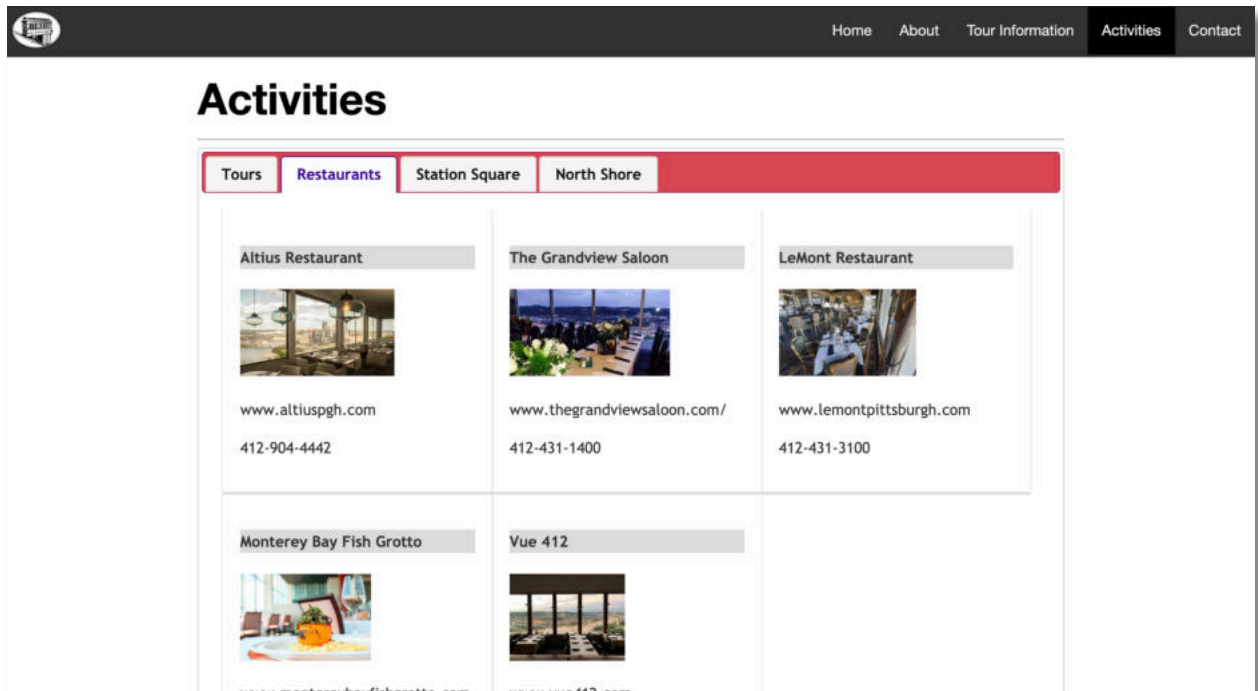 Home About Tour Information Activities Contact
Activities
Tours Restaurants Station Square North Shore
Altius Restaurant
www.altiuspgh.com
412-904-4442
The Grandview Saloon
www.thegrandviewsaloon.com/
412-431-1400
LeMont Restaurant
www.lemontpittsburgh.com
412-431-3100
Monterey Bay Fish Grotto
Vue 412